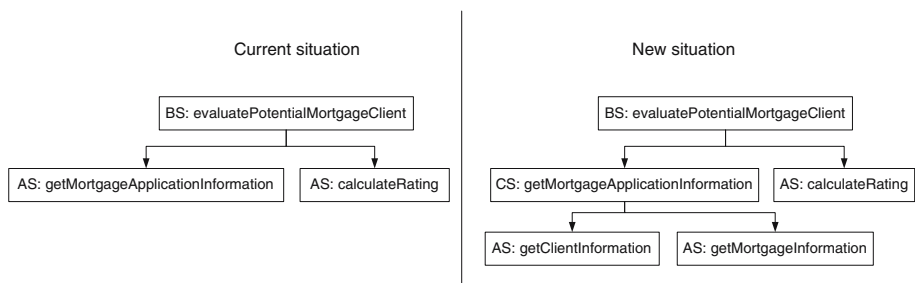 Current situation
New situation
BS: evaluatePotentialMortgageClient
BS: evaluatePotentialMortgageClient
AS: getMortgageApplicationInformation
AS: calculateRating
CS: getMortgageApplicationInformation
AS: calculateRating
AS: getClientInformation
AS: getMortgageInformation